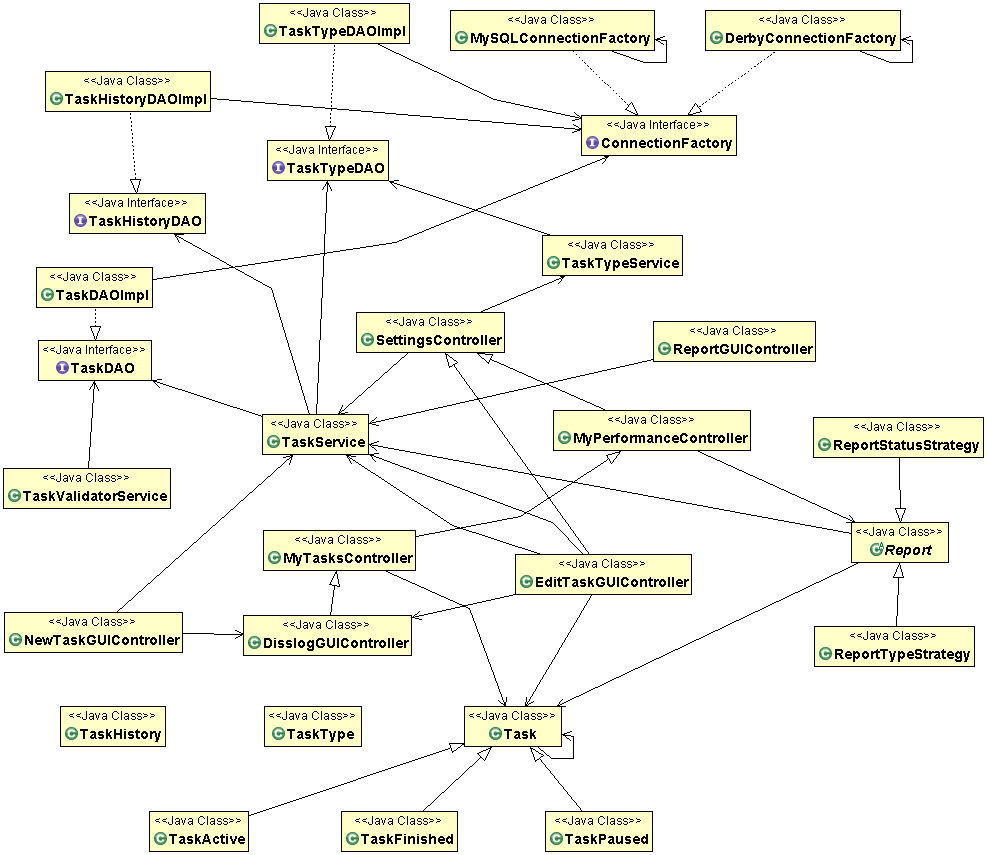 <<Java Class>>
TaskTypeDAOImpl
<<Java Class>>
MySQLConnectionFactory
<<Java Class>>
DerbyConnectionFactory
<<Java Class>>
TaskHistoryDAOImpl
<<Java Interface>>
ConnectionFactory
<<Java Interface>>
TaskTypeDAO
<<Java Interface>>
TaskHistoryDAO
<<Java Class>>
TaskTypeService
<<Java Class>>
TaskDAOImpl
<<Java Class>>
SettingsController
<<Java Class>>
ReportGUIController
<<Java Interface>>
TaskDAO
<<Java Class>>
TaskService
<<Java Class>>
MyPerformanceController
<<Java Class>>
ReportStatusStrategy
<<Java Class>>
TaskValidatorService
<<Java Class>>
Report
<<Java Class>>
MyTasksController
<<Java Class>>
EditTaskGUIController
<<Java Class>>
NewTaskGUIController
<<Java Class>>
DisslogGUIController
<<Java Class>>
ReportTypeStrategy
<<Java Class>>
TaskHistory
<<Java Class>>
TaskType
<<Java Class>>
Task
<<Java Class>>
TaskActive
<<Java Class>>
TaskFinished
<<Java Class>>
TaskPaused